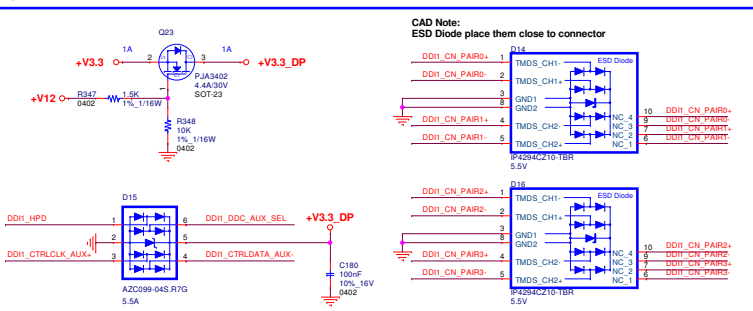 CAD Note:
ESD Diode place them close to connector
Q23
1A
1A
+V3.3
2
3
+V3.3_DP
PJA3402
4.4A/30V
SOT-23
1
+V12
R347
1.5K
0402
1%_1/16W
R348
10K
1%_1/16W
0402
D14
ESD Diode
DDI1_CN_PAIR0+
1
TMDS_CH1-
DDI1_CN_PAIR0-
2
TMDS_CH1+
3
GND1
8
GND2
DDI1_CN_PAIR1+
4
TMDS_CH2-
DDI1_CN_PAIR1-
5
TMDS_CH2+
NC_4
10
DDI1_CN_PAIR0+
NC_3
9
DDI1_CN_PAIR0-
NC_2
7
DDI1_CN_PAIR1+
NC_1
6
DDI1_CN_PAIR1-
IP4294CZ10-TBR
5.5V
D15
DDI1_HPD
1
6
DDI1_DDC_AUX_SEL
2
5
DDI1_CTRLCLK_AUX+
3
4
DDI1_CTRLDATA_AUX-
AZC099-04S.R7G
5.5A
+V3.3_DP
C180
100nF
10%_16V
0402
D16
ESD Diode
DDI1_CN_PAIR2+
1
TMDS_CH1-
DDI1_CN_PAIR2-
2
TMDS_CH1+
3
GND1
8
GND2
DDI1_CN_PAIR3+
4
TMDS_CH2-
DDI1_CN_PAIR3-
5
TMDS_CH2+
NC_4
10
DDI1_CN_PAIR2+
NC_3
9
DDI1_CN_PAIR2-
NC_2
7
DDI1_CN_PAIR3+
NC_1
6
DDI1_CN_PAIR3-
IP4294CZ10-TBR
5.5V